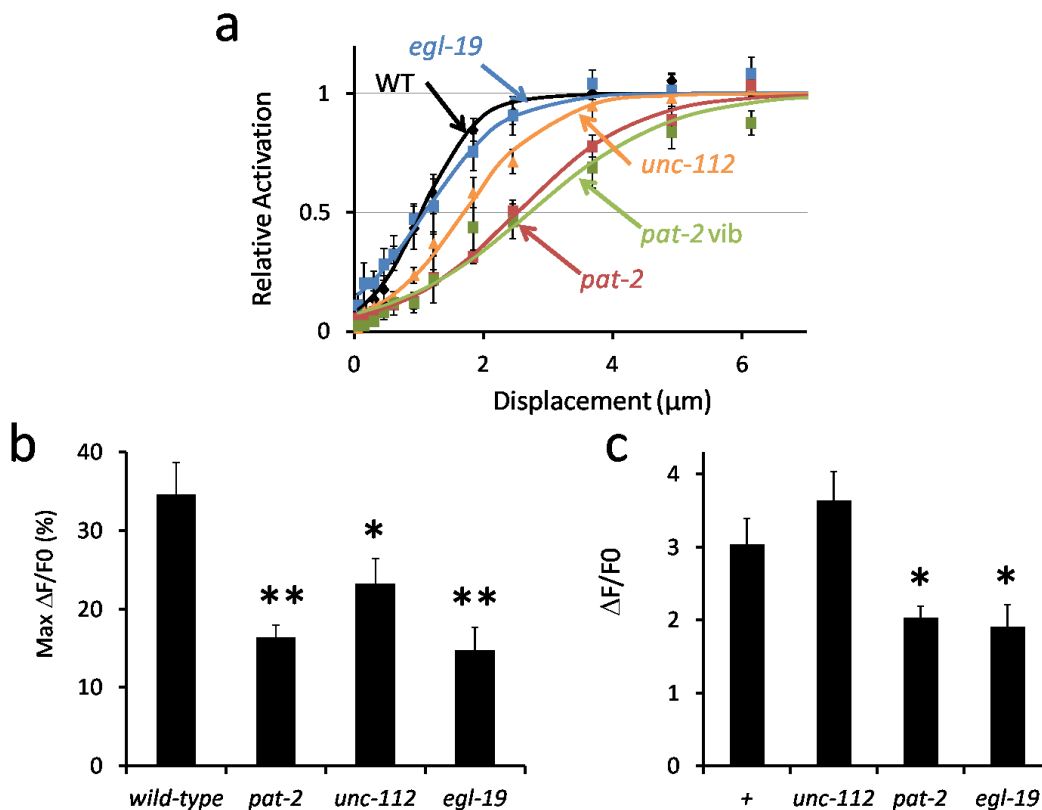 a
egl-19
WT
1
0.5
0
unc-112
pat-2 vib
pat-2
Relative Activation
0 2 4 6
Displacement (µm)
b
40
30
20
10
0
Max ΔF/F0 (%)
**
*
**
wild-type pat-2 unc-112 egl-19
c
4
3
2
1
0
ΔF/F0
* *
+ unc-112 pat-2 egl-19